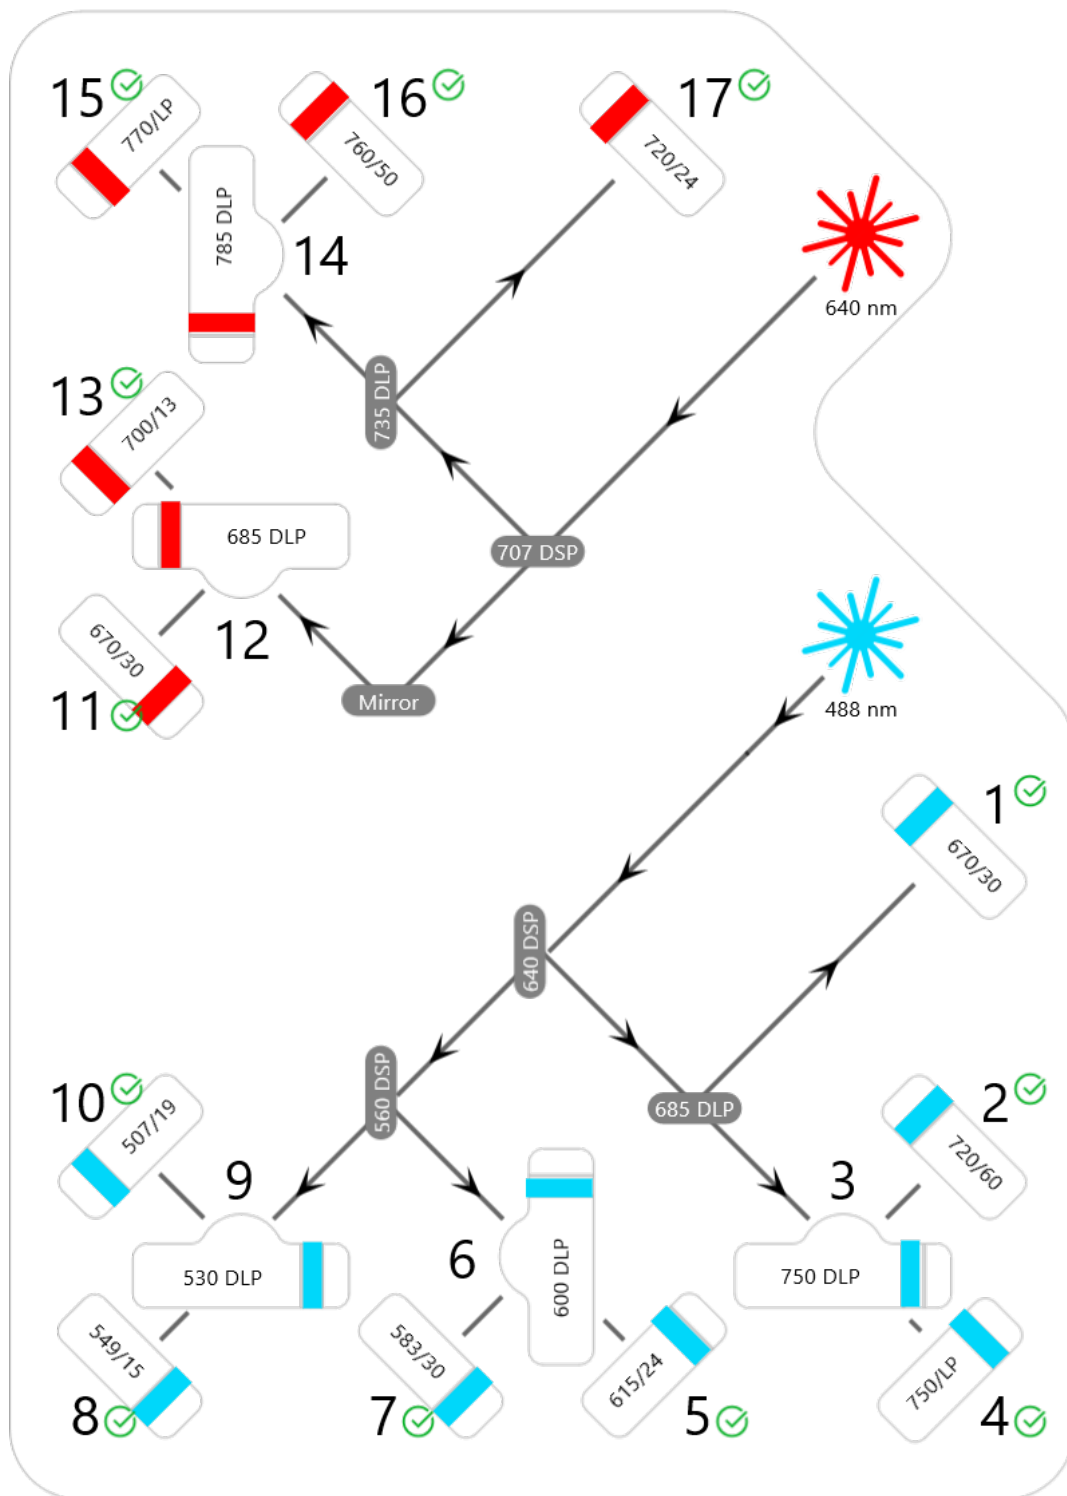 15
770/LP
16
760/50
17
720/24
785 DLP
14
640 nm
13
700/13
735 DLP
685 DLP
707 DSP
670/30
12
11
Mirror
488 nm
1
670/30
640 DSP
10
507/19
560 DSP
685 DLP
2
720/60
9
530 DLP
6
600 DLP
3
750 DLP
549/15
8
583/30
7
615/24
5
750/LP
4